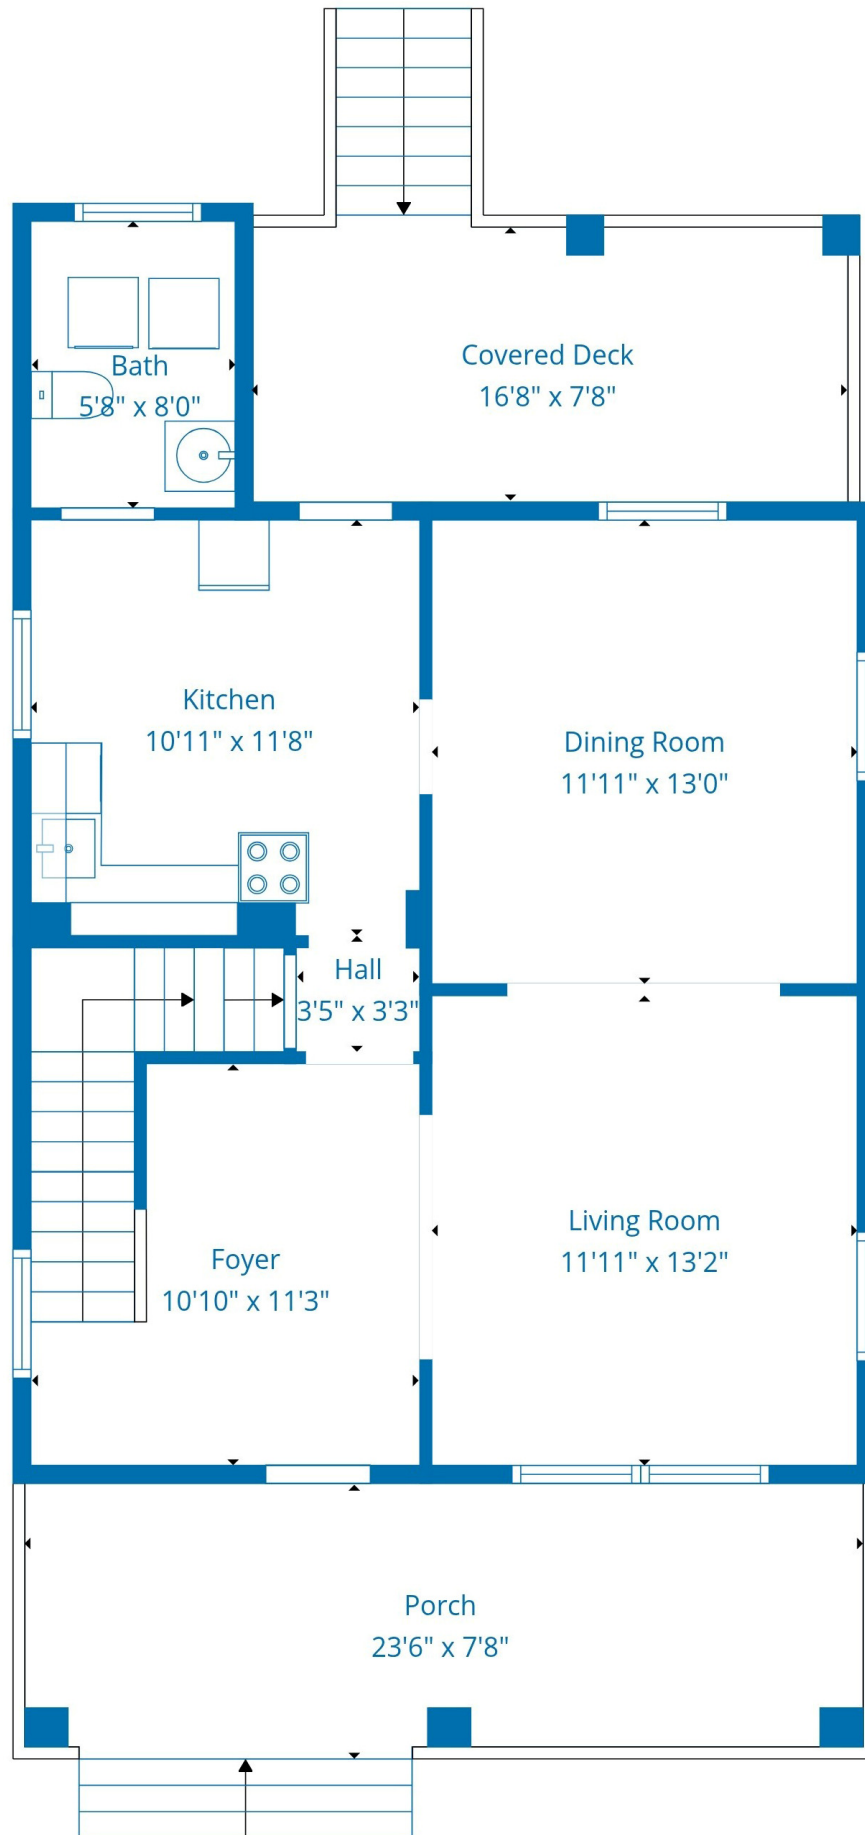 Bath
5'8" x 8'0"
Covered Deck
16'8" x 7'8"
Kitchen
10'11" x 11'8"
Dining Room
11'11" x 13'0"
Hall
3'5" x 3'3"
Living Room
11'11" x 13'2"
Foyer
10'10" x 11'3"
Porch
23'6" x 7'8"